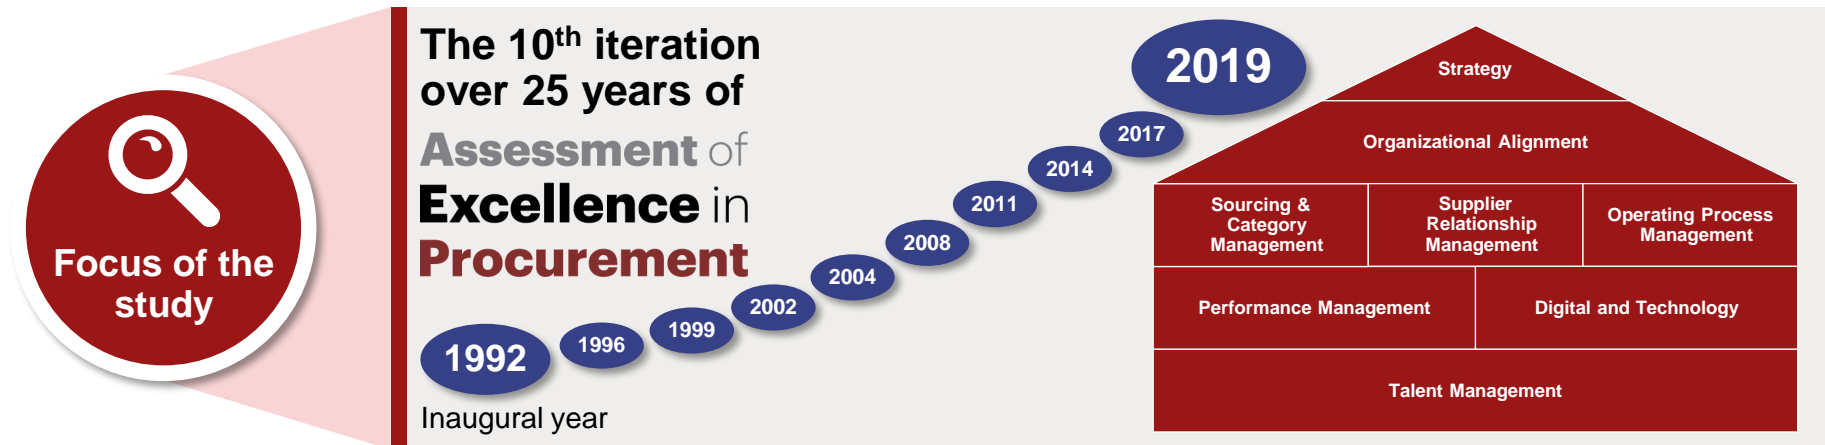 Focus of the
study
The 10th iteration
over 25 years of
Assessment of
Excellence in
Procurement
1992
Inaugural year
1996
1999
2002
2004
2008
2011
2014
2017
2019
Strategy
Organizational Alignment
Sourcing &
Category
Management
Supplier
Relationship
Management
Operating Process
Management
Performance Management
Digital and Technology
Talent Management